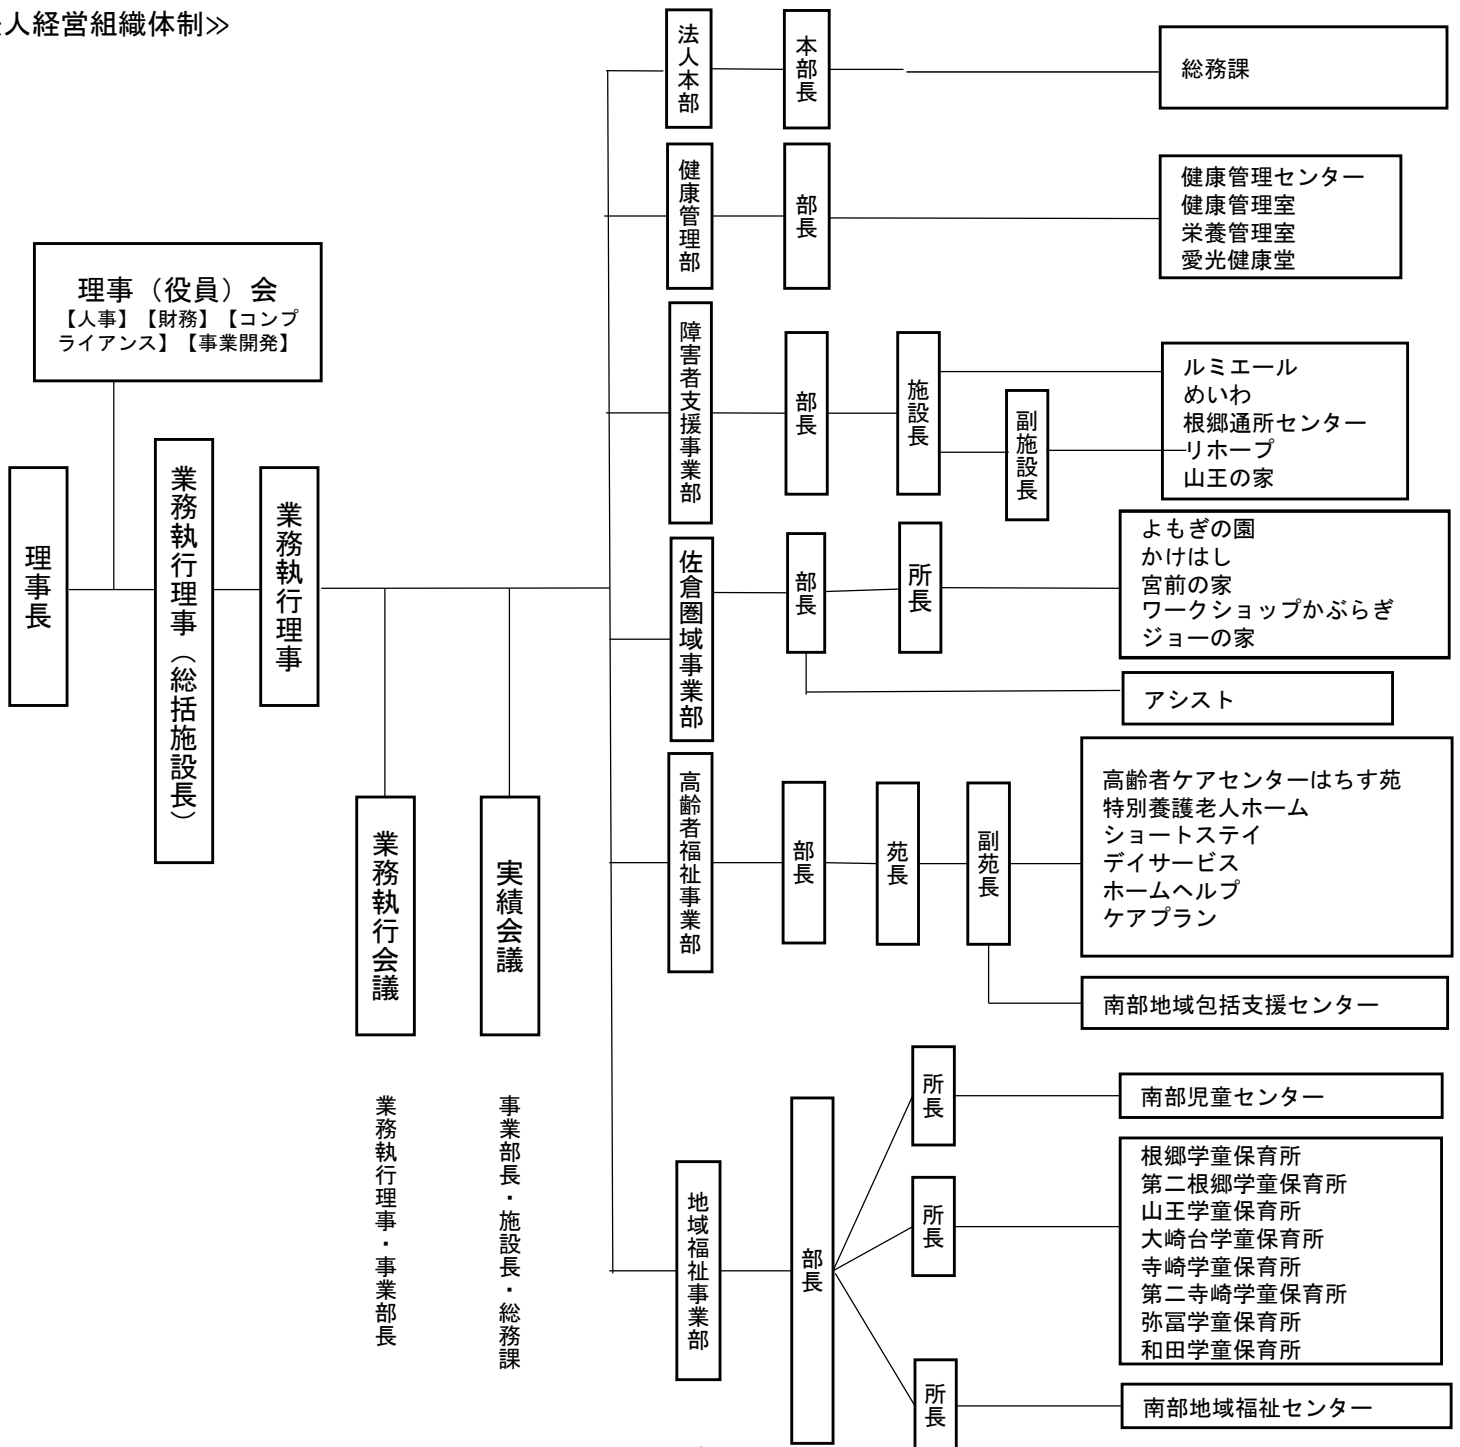 人経営組織体制≫
理事（役員）会
【人事】【財務】【コンプ
ライアンス】【事業開発】
理事長
業務執行理事（総括施設長）
業務執行理事
業務執行会議
業務執行理事・事業部長
実績会議
事業部長・施設長・総務課
法人本部
本部長
総務課
健康管理部
部長
健康管理センター
健康管理室
栄養管理室
愛光健康堂
障害者支援事業部
部長
施設長
副施設長
ルミエール
めいわ
根郷通所センター
リホープ
山王の家
佐倉圏域事業部
部長
所長
よもぎの園
かけはし
宮前の家
ワークショップかぶらぎ
ジョーの家
アシスト
高齢者福祉事業部
部長
苑長
副苑長
高齢者ケアセンターはちす苑
特別養護老人ホーム
ショートステイ
デイサービス
ホームヘルプ
ケアプラン
南部地域包括支援センター
地域福祉事業部
部長
所長
南部児童センター
所長
根郷学童保育所
第二根郷学童保育所
山王学童保育所
大崎台学童保育所
寺崎学童保育所
第二寺崎学童保育所
弥冨学童保育所
和田学童保育所
所長
南部地域福祉センター